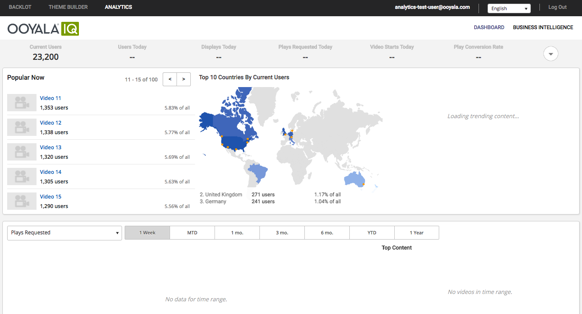 BACKLOT THEME BUILDER ANALYTICS analytics-test-user@ooyala.com English Log Out
OOYALA IQ DASHBOARD BUSINESS INTELLIGENCE
Current Users Users Today Displays Today Plays Requested Today Video Starts Today Play Conversion Rate
23,200 -- -- -- -- --
Popular Now 11 - 15 of 100 < >
Video 11
1,353 users 5.83% of all
Video 12
1,338 users 5.77% of all
Video 13
1,320 users 5.69% of all
Video 14
1,305 users 5.63% of all
Video 15
1,290 users 5.56% of all
Top 10 Countries By Current Users
2. United Kingdom 271 users 1.17% of all
3. Germany 241 users 1.04% of all
Loading trending content...
Plays Requested 1 Week MTD 1 mo. 3 mo. 6 mo. YTD 1 Year
Top Content
No data for time range.
No videos in time range.